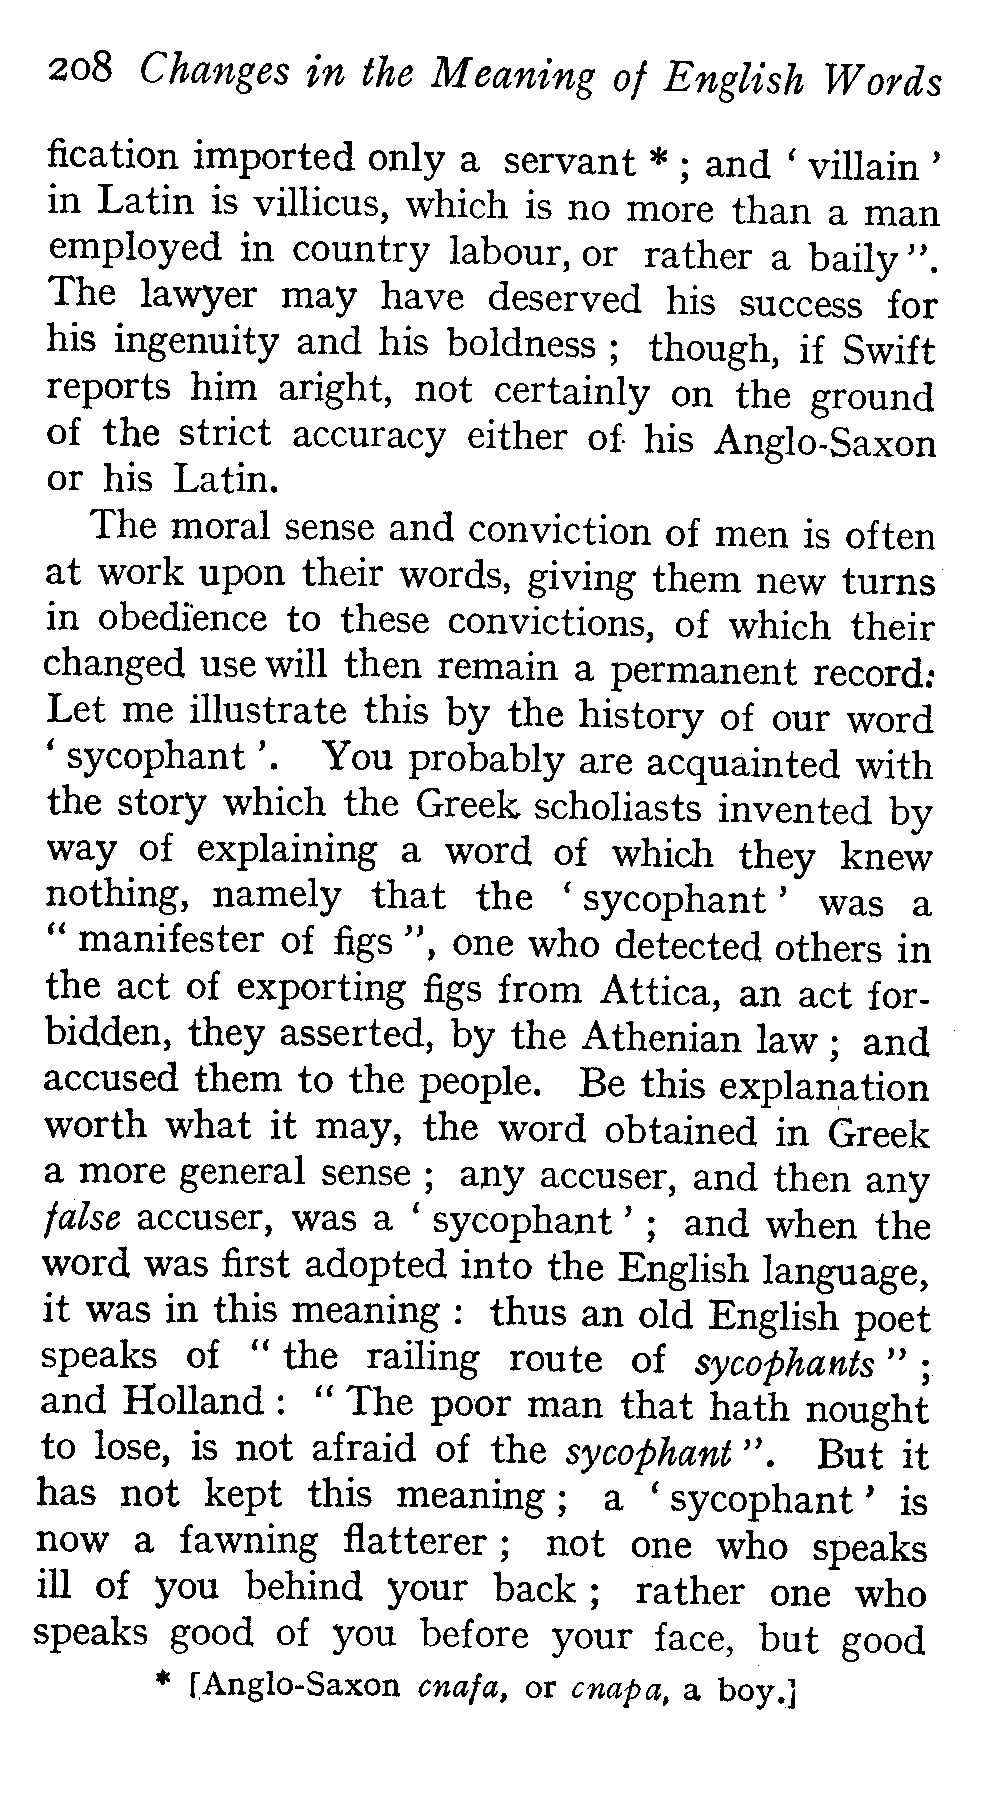 208 Changes in the Meaning of English Words
fication imported only a servant * ; and ‘ villain ’
in Latin is villicus, which is no more than a man
employed in country labour, or rather a baily ”.
The lawyer may have deserved his success for
his ingenuity and his boldness ; though, if Swift
reports him aright, not certainly on the ground
of the strict accuracy either of his Anglo-Saxon
or his Latin.
The moral sense and conviction of men is often
at work upon their words, giving them new turns
in obedience to these convictions, of which their
changed use will then remain a permanent record.
Let me illustrate this by the history of our word
‘ sycophant ’. You probably are acquainted with
the story which the Greek scholiasts invented by
way of explaining a word of which they knew
nothing, namely that the ‘ sycophant ’ was a
“ manifester of figs ”, one who detected others in
the act of exporting figs from Attica, an act for-
bidden, they asserted, by the Athenian law ; and
accused them to the people. Be this explanation
worth what it may, the word obtained in Greek
a more general sense ; any accuser, and then any
false accuser, was a ‘ sycophant ’ ; and when the
word was first adopted into the English language,
it was in this meaning : thus an old English poet
speaks of “ the railing route of sycophants ” ;
and Holland : “ The poor man that hath nought
to lose, is not afraid of the sycophant ”. But it
has not kept this meaning ; a ‘ sycophant ’ is
now a fawning flatterer ; not one who speaks
ill of you behind your back ; rather one who
speaks good of you before your face, but good
* [Anglo-Saxon cnafa, or cnapa, a boy.]